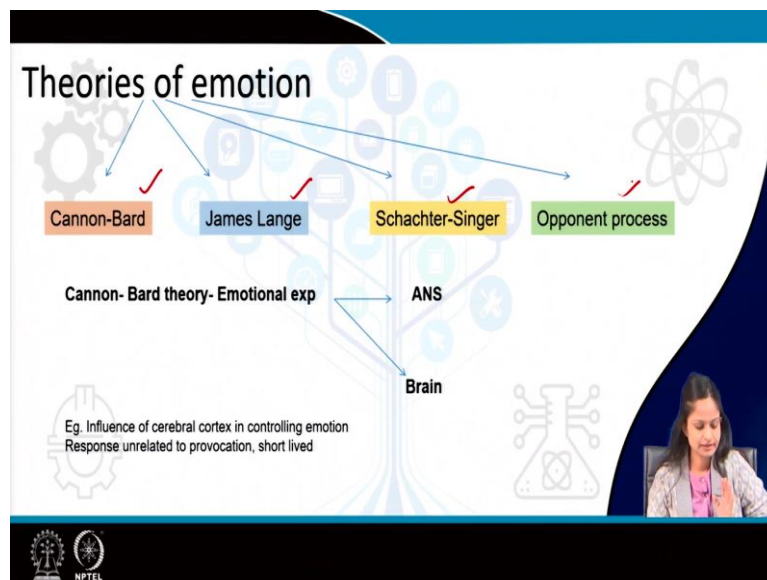 Theories of emotion
Cannon-Bard
James Lange
Schachter-Singer
Opponent process
Cannon- Bard theory- Emotional exp
ANS
Brain
Eg. Influence of cerebral cortex in controlling emotion
Response unrelated to provocation, short lived
NPTEL